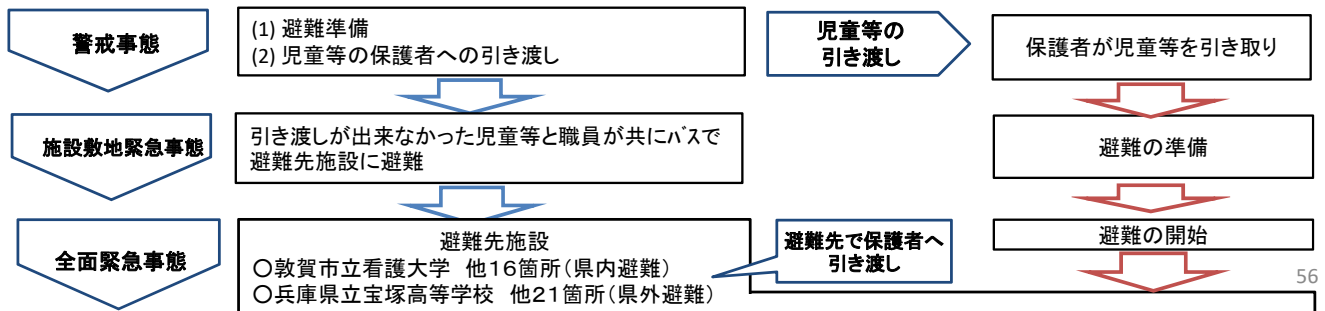 警戒事態
(1) 避難準備
(2) 児童等の保護者への引き渡し
児童等の
引き渡し
保護者が児童等を引き取り
施設敷地緊急事態
引き渡しが出来なかった児童等と職員が共にバスで
避難先施設に避難
避難の準備
全面緊急事態
避難先施設
○敦賀市立看護大学 他16箇所(県内避難)
○兵庫県立宝塚高等学校 他21箇所(県外避難)
避難先で保護者へ
引き渡し
避難の開始
56